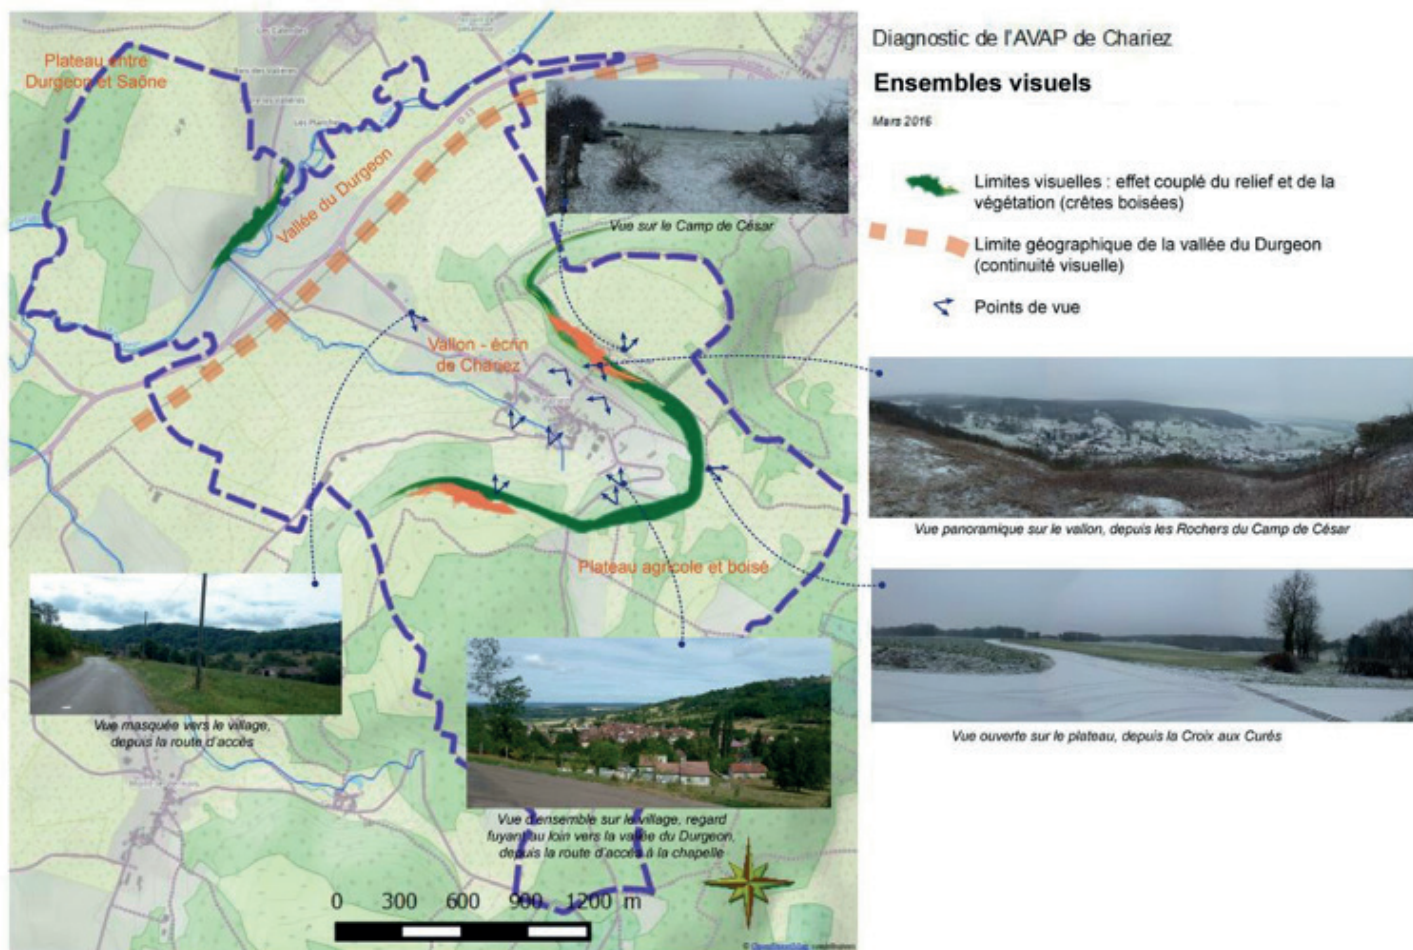 Diagnostic de l'AVAP de Chariez
Ensembles visuels
Mars 2016
Limites visuelles : effet couplé du relief et de la
végétation (crêtes boisées)
Limite géographique de la vallée du Durgeon
(continuité visuelle)
Points de vue
Plateau entre
Durgeon et Saône
Les Planches
D 13
Vallée du Durgeon
Vue sur le Camp de César
Vallon - écrin
de Chariez
Vue panoramique sur le vallon, depuis les Rochers du Camp de César
Plateau agricole et boisé
Vue ouverte sur le plateau, depuis la Croix aux Curés
Vue masquée vers le village,
depuis la route d'accès
Vue d'ensemble sur le village, regard
fuyant au loin vers la vallée du Durgeon,
depuis la route d'accès à la chapelle
0 300 600 900 1200 m
© OpenStreetMap contributors